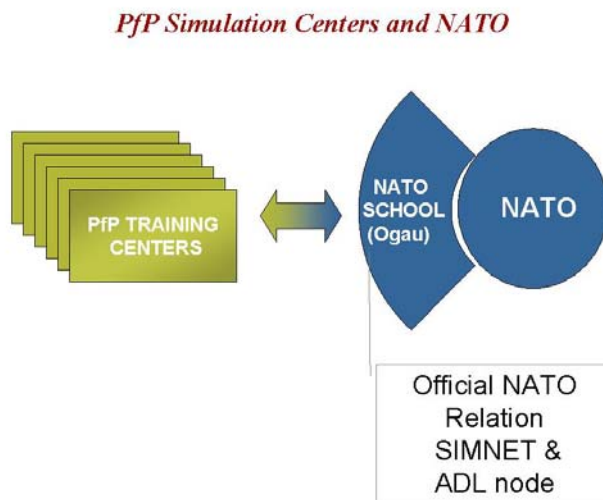 PfP Simulation Centers and NATO
PfP TRAINING
CENTERS
NATO
SCHOOL
(Ogau)
NATO
Official NATO
Relation
SIMNET &
ADL node